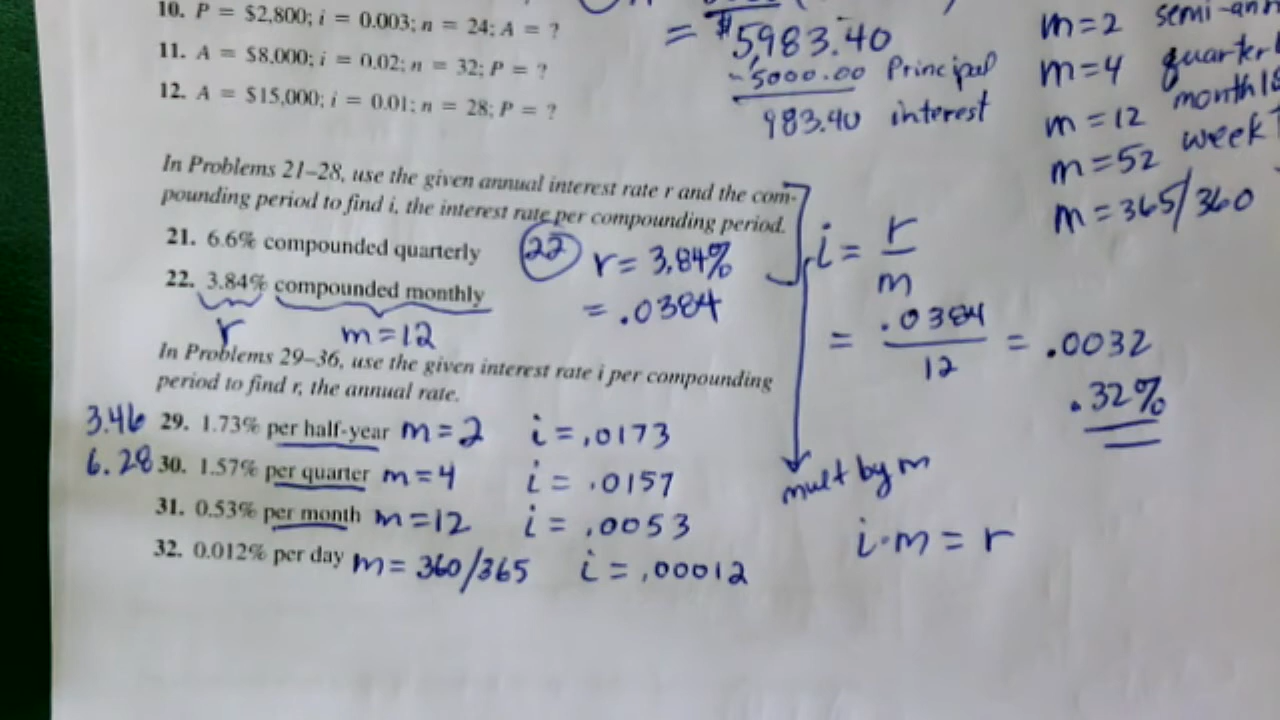 10. P = $2,800; i = 0.003; n = 24; A = ?
11. A = $8,000; i = 0.02; n = 32; P = ?
12. A = $15,000; i = 0.01; n = 28; P = ?
= $5,983.40
- 5000.00 Principal
983.40 interest
m=2 semi-ann
m=4 quarterl
m=12 monthl
m=52 week
m=365/360
In Problems 21–28, use the given annual interest rate r and the com-
pounding period to find i, the interest rate per compounding period.
21. 6.6% compounded quarterly
22. 3.84% compounded monthly
r m=12
22 r = 3.84%
= .0384
i = r/m
= .0384/12 = .0032
.32%
In Problems 29–36, use the given interest rate i per compounding
period to find r, the annual rate.
3.46 29. 1.73% per half-year m=2 i=.0173
6.28 30. 1.57% per quarter m=4 i=.0157
31. 0.53% per month m=12 i=.0053
32. 0.012% per day m=360/365 i=.00012
mult by m
i·m = r